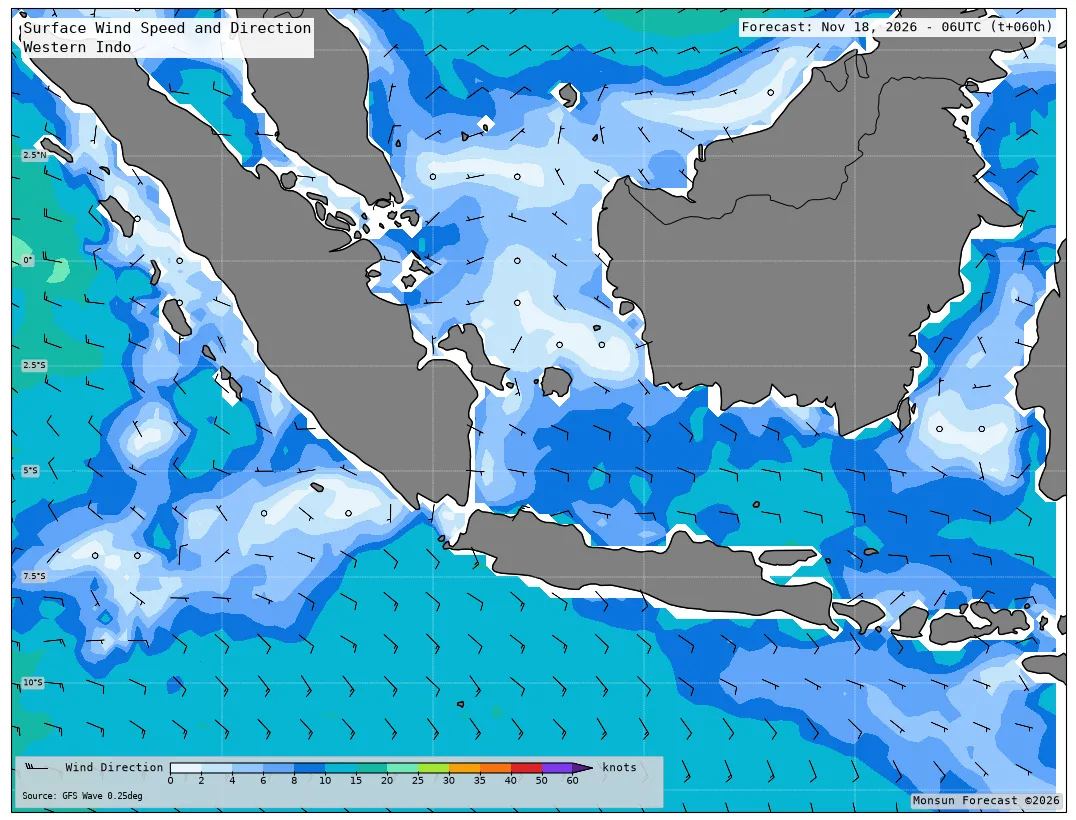 Surface Wind Speed and Direction
Western Indo
Forecast: Nov 18, 2026 - 06UTC (t+060h)
2.5°N
0°
2.5°S
5°S
7.5°S
10°S
Wind Direction
0 2 4 6 8 10 15 20 25 30 35 40 50 60
knots
Source: GFS Wave 0.25deg
Monsun Forecast ©2026